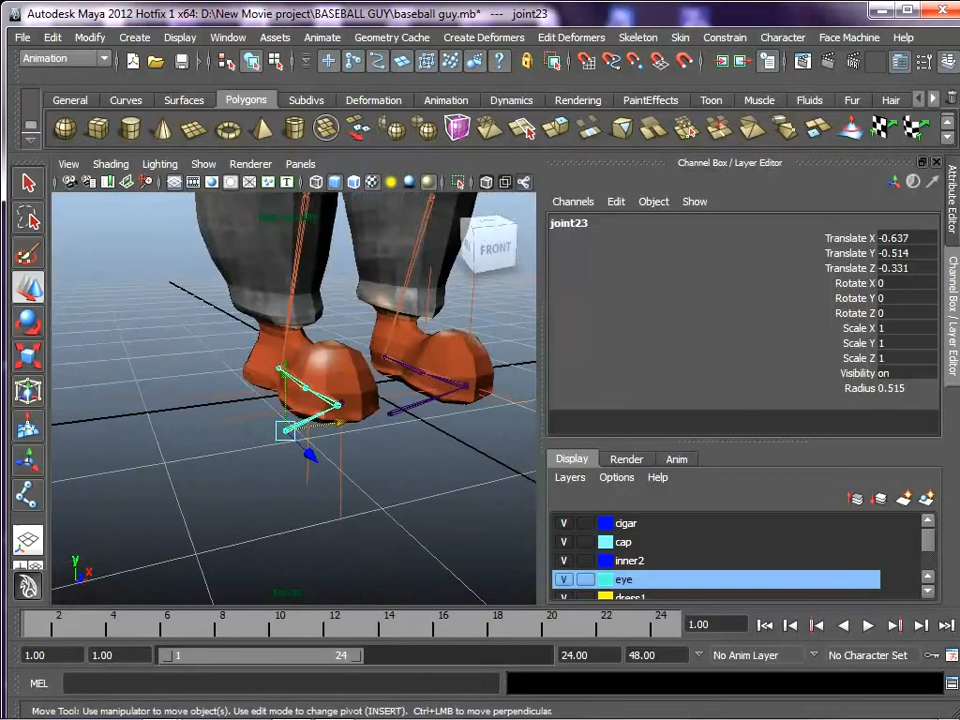 Autodesk Maya 2012 Hotfix 1 x64: D:\New Movie project\BASEBALL GUY\baseball guy.mb* --- joint23
File Edit Modify Create Display Window Assets Animate Geometry Cache Create Deformers Edit Deformers Skeleton Skin Constrain Character Face Machine Help
Animation
General Curves Surfaces Polygons Subdivs Deformation Animation Dynamics Rendering PaintEffects Toon Muscle Fluids Fur Hair
View Shading Lighting Show Renderer Panels
Channel Box / Layer Editor
Channels Edit Object Show
joint23
Translate X -0.637
Translate Y -0.514
Translate Z -0.331
Rotate X 0
Rotate Y 0
Rotate Z 0
Scale X 1
Scale Y 1
Scale Z 1
Visibility on
Radius 0.515
FRONT
y
x
persp
Attribute Editor
Channel Box / Layer Editor
Display Render Anim
Layers Options Help
V cigar
V cap
V inner2
V eye
V dress1
2 4 6 8 10 12 14 16 18 20 22 24
1.00
1.00 1.00 1 24 24.00 48.00 No Anim Layer No Character Set
MEL
Move Tool: Use manipulator to move object(s). Use edit mode to change pivot (INSERT). Ctrl+LMB to move perpendicular.